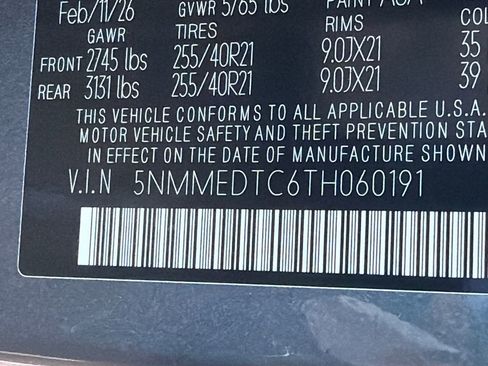 Feb/11/26 GVWR 5765 lbs
GAWR TIRES RIMS
FRONT 2745 lbs 255/40R21 9.0JX21 35
REAR 3131 lbs 255/40R21 9.0JX21 39
THIS VEHICLE CONFORMS TO ALL APPLICABLE U.S.A.
MOTOR VEHICLE SAFETY AND THEFT PREVENTION STA
IN EFFECT ON THE DATE OF MANUFACTURE SHOWN
V.I.N 5NMMEDTC6TH060191